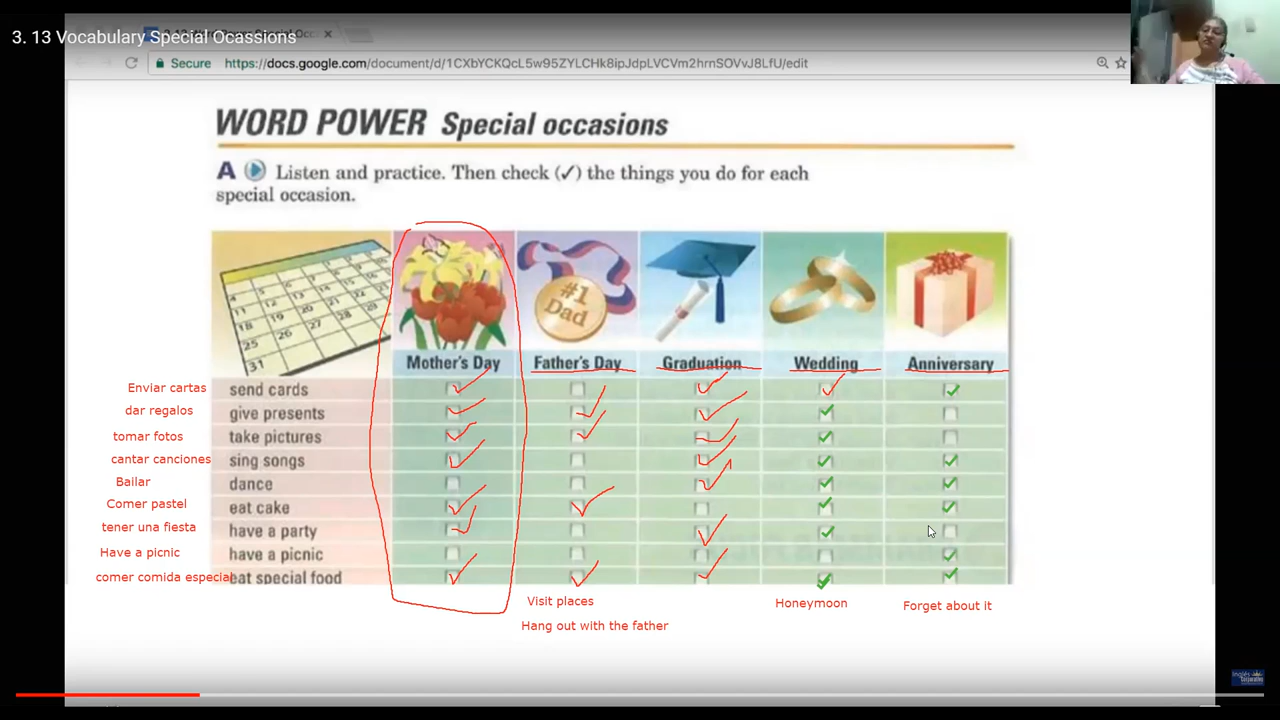 3. 13 Vocabulary Special Ocassions
Secure https://docs.google.com/document/d/1CXbYCKQcL5w95ZYLCHk8ipJdpLVCVm2hrnSOVvJ8LfU/edit
WORD POWER Special occasions
A Listen and practice. Then check (✓) the things you do for each
special occasion.
#1
Dad
Mother's Day Father's Day Graduation Wedding Anniversary
Enviar cartas send cards
dar regalos give presents
tomar fotos take pictures
cantar canciones sing songs
Bailar dance
Comer pastel eat cake
tener una fiesta have a party
Have a picnic have a picnic
comer comida especial eat special food
Visit places Honeymoon Forget about it
Hang out with the father
Inglés
Corporativo